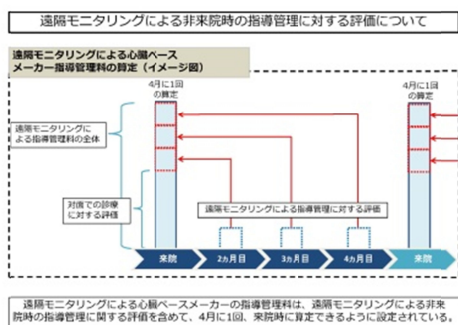 遠隔モニタリングによる非来院時の指導管理に対する評価について
遠隔モニタリングによる心臓ペース
メーカー指導管理料の算定（イメージ図）
4月に1回
の算定
4月に1回
の算定
遠隔モニタリングに
よる指導管理料の全体
対面での診療
に対する評価
遠隔モニタリングによる指導管理に対する評価
来院
2ヵ月目
3ヵ月目
4ヵ月目
来院
遠隔モニタリングによる心臓ペースメーカーの指導管理料は、遠隔モニタリングによる非来
院時の指導管理に関する評価を含めて、4月に1回、来院時に算定できるように設定されている。